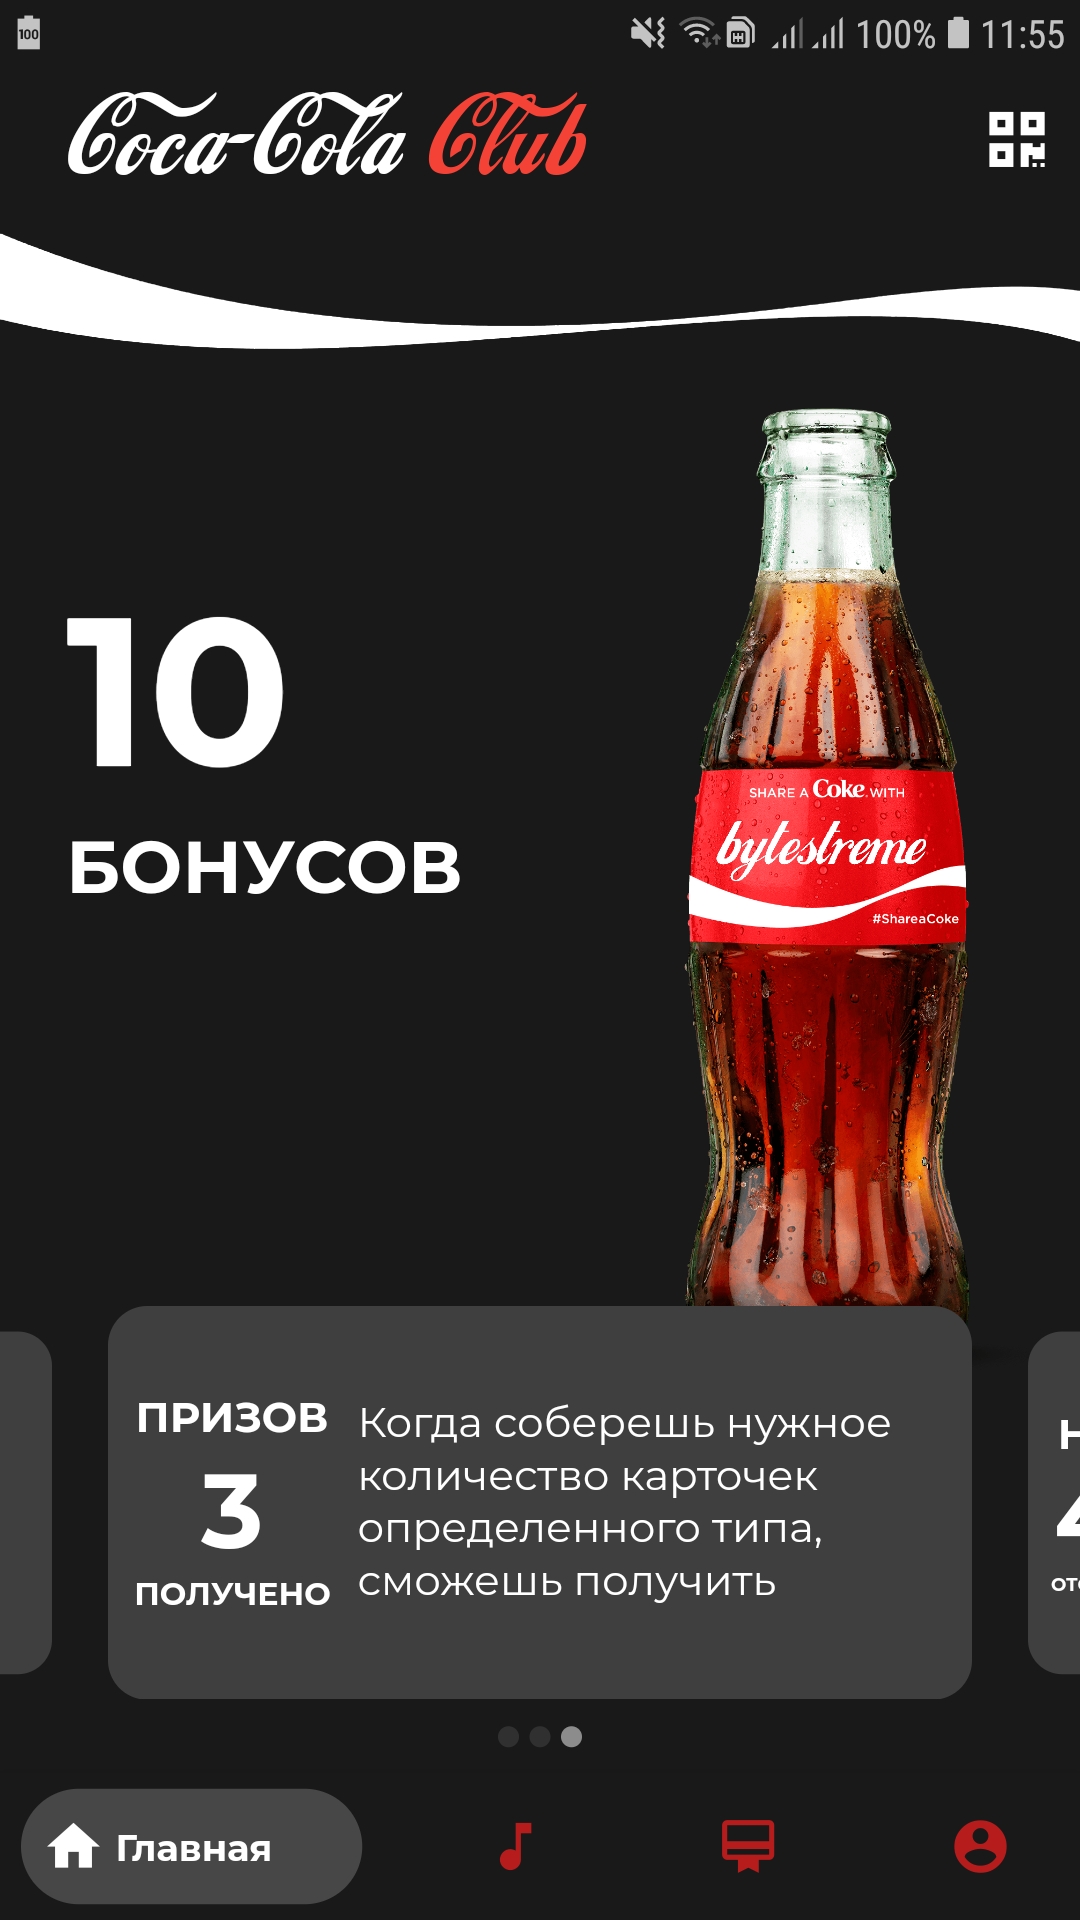 100
100% 11:55
Coca-Cola Club
10
БОНУСОВ
SHARE A Coke WITH
bytestreme
#ShareaCoke
ПРИЗОВ
3
ПОЛУЧЕНО
Когда соберешь нужное
количество карточек
определенного типа,
сможешь получить
Главная